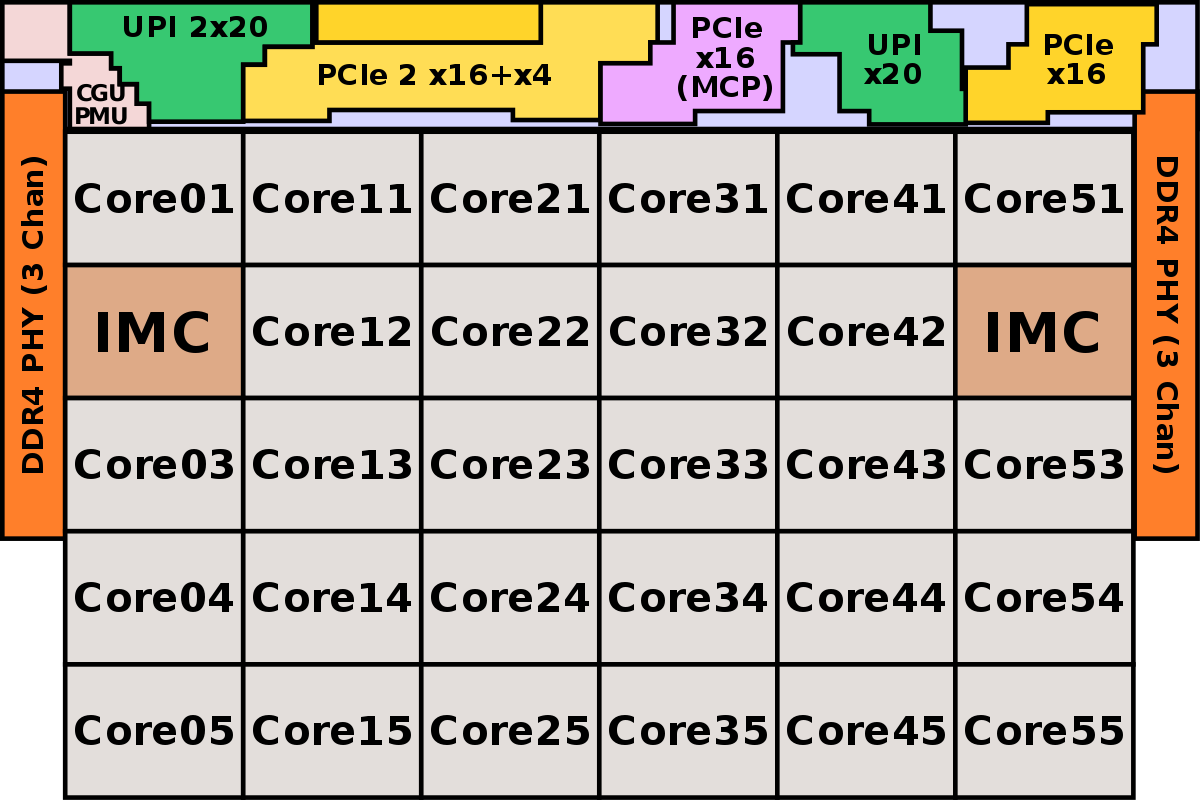 UPI 2x20
PCIe 2 x16+x4
PCIe
x16
(MCP)
UPI
x20
PCIe
x16
CGU
PMU
DDR4 PHY (3 Chan)
DDR4 PHY (3 Chan)
Core01 Core11 Core21 Core31 Core41 Core51
IMC Core12 Core22 Core32 Core42 IMC
Core03 Core13 Core23 Core33 Core43 Core53
Core04 Core14 Core24 Core34 Core44 Core54
Core05 Core15 Core25 Core35 Core45 Core55